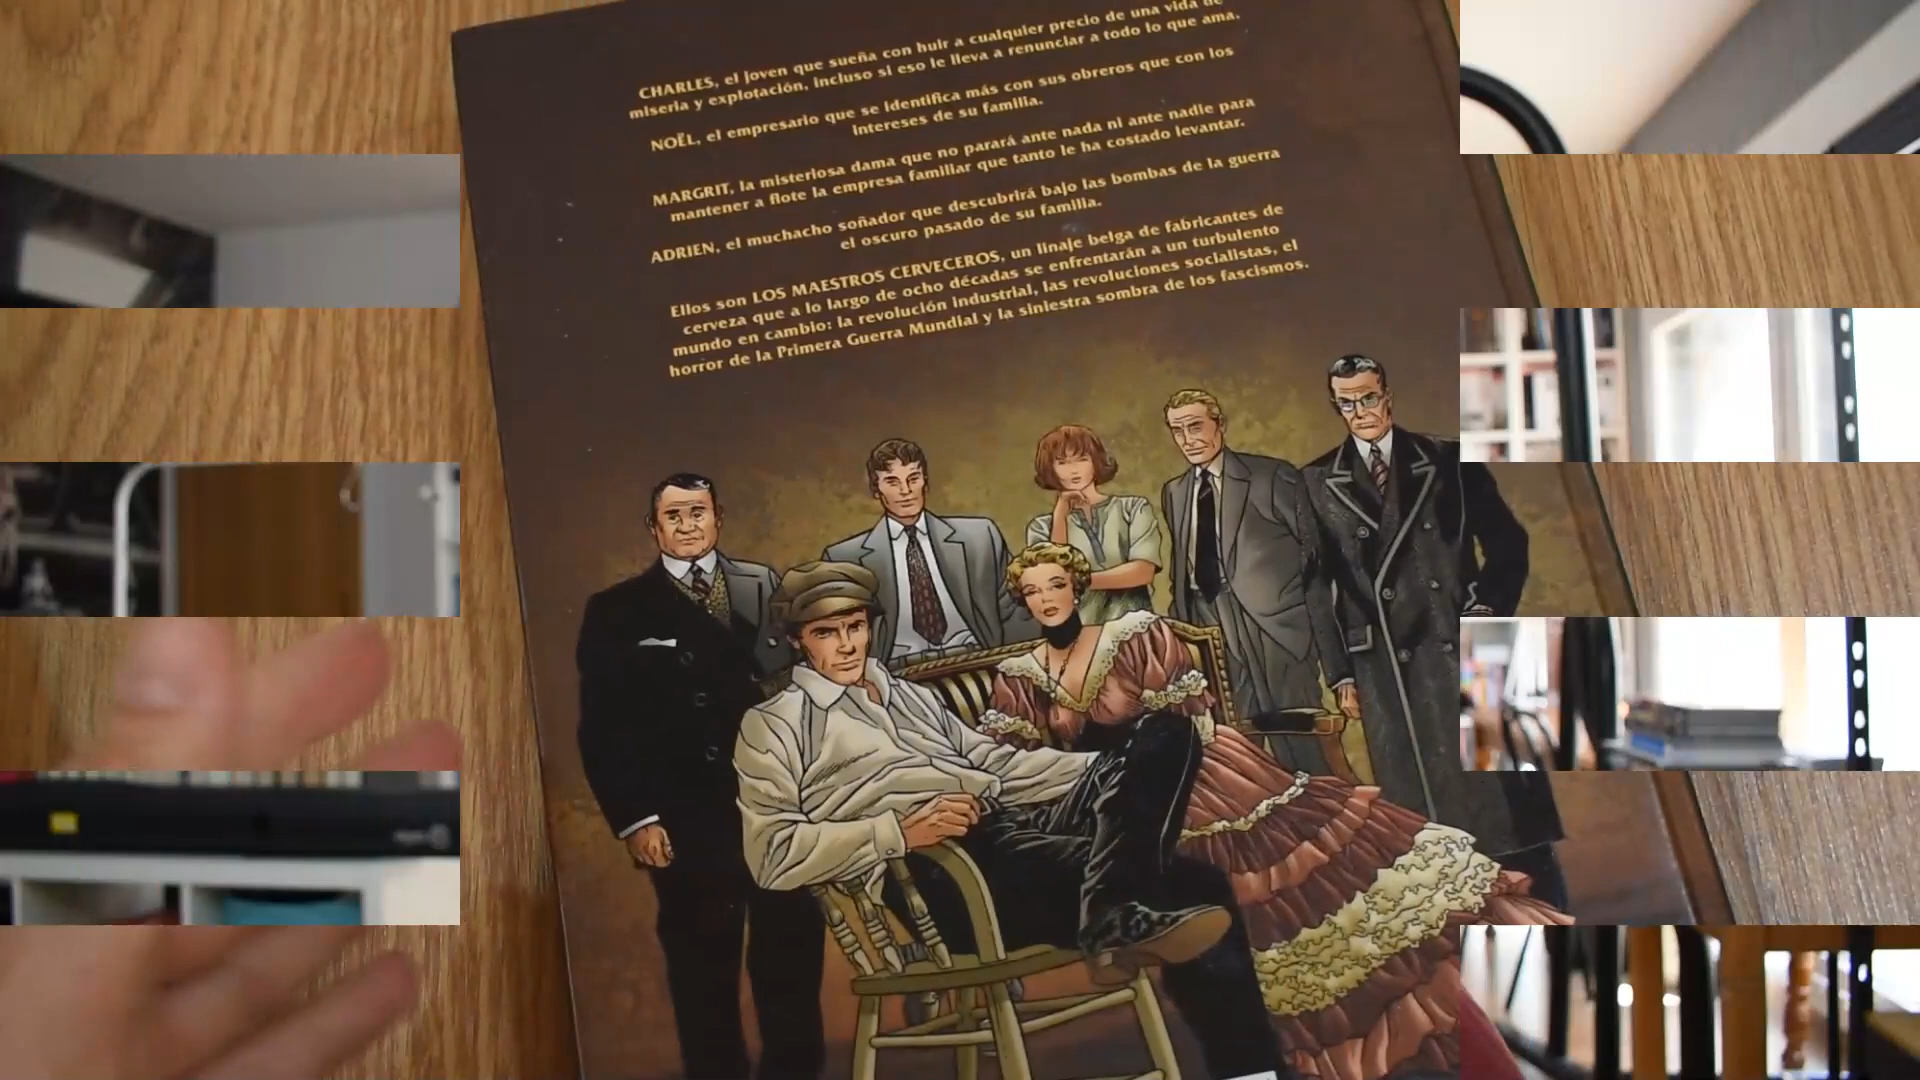 CHARLES, el joven que sueña con huir a cualquier precio de una vida de
miseria y explotación, incluso si eso le lleva a renunciar a todo lo que ama.
NOËL, el empresario que se identifica más con sus obreros que con los
intereses de su familia.
MARGRIT, la misteriosa dama que no parará ante nada ni ante nadie para
mantener a flote la empresa familiar que tanto le ha costado levantar.
ADRIEN, el muchacho soñador que descubrirá bajo las bombas de la guerra
el oscuro pasado de su familia.
Ellos son LOS MAESTROS CERVECEROS, un linaje belga de fabricantes de
cerveza que a lo largo de ocho décadas se enfrentarán a un turbulento
mundo en cambio: la revolución industrial, las revoluciones socialistas, el
horror de la Primera Guerra Mundial y la siniestra sombra de los fascismos.